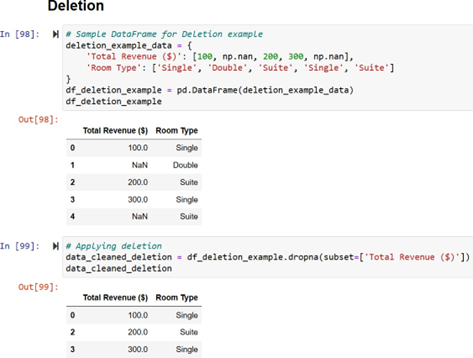 Deletion
In [98]:
# Sample DataFrame for Deletion example
deletion_example_data = {
    'Total Revenue ($)': [100, np.nan, 200, 300, np.nan],
    'Room Type': ['Single', 'Double', 'Suite', 'Single', 'Suite']
}
df_deletion_example = pd.DataFrame(deletion_example_data)
df_deletion_example
Out[98]:
Total Revenue ($) Room Type
0 100.0 Single
1 NaN Double
2 200.0 Suite
3 300.0 Single
4 NaN Suite
In [99]:
# Applying deletion
data_cleaned_deletion = df_deletion_example.dropna(subset=['Total Revenue ($)'])
data_cleaned_deletion
Out[99]:
Total Revenue ($) Room Type
0 100.0 Single
2 200.0 Suite
3 300.0 Single